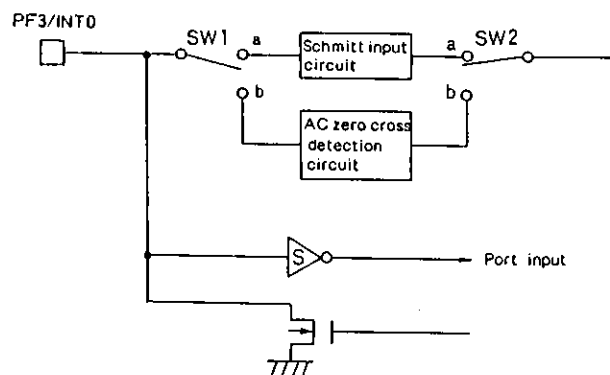 PF3/INT0
SW1
a
b
Schmitt input
circuit
a
SW2
b
AC zero cross
detection
circuit
S
Port input